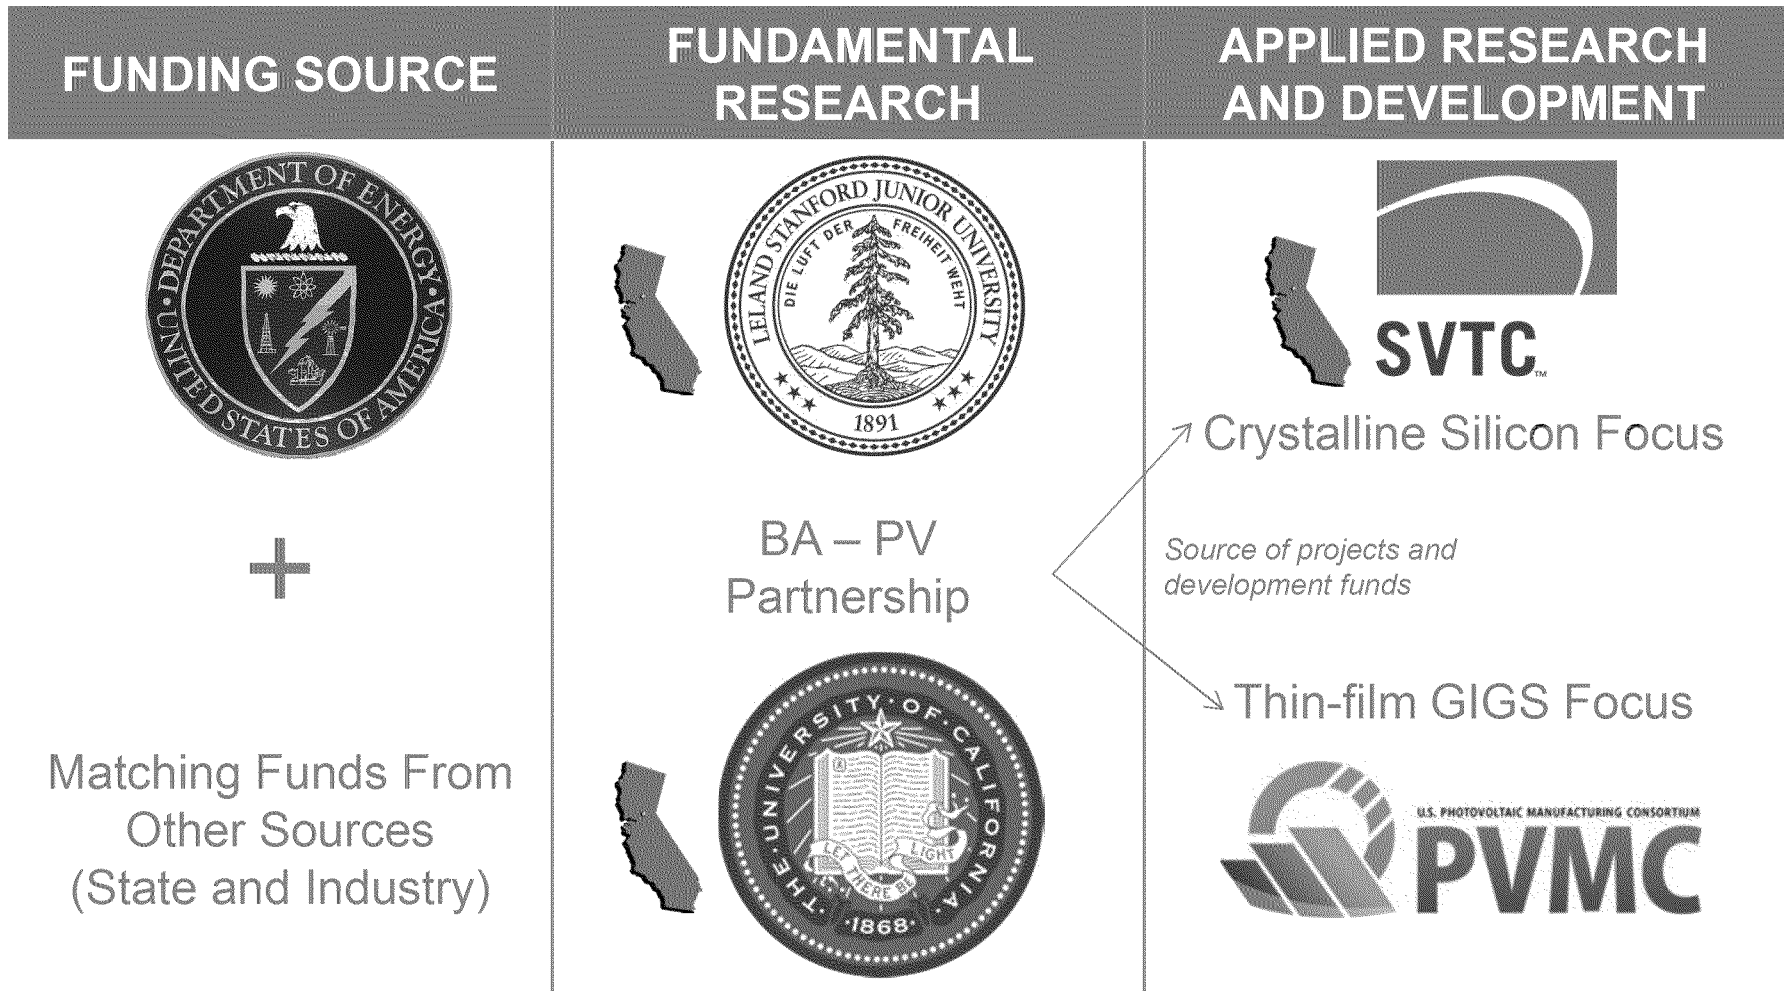 FUNDING SOURCE
FUNDAMENTAL
RESEARCH
APPLIED RESEARCH
AND DEVELOPMENT
DEPARTMENT OF ENERGY
UNITED STATES OF AMERICA
+
Matching Funds From
Other Sources
(State and Industry)
LELAND STANFORD JUNIOR UNIVERSITY
DIE LUFT DER FREIHEIT WEHT
1891
BA – PV
Partnership
THE UNIVERSITY OF CALIFORNIA
LET THERE BE LIGHT
1868
SVTC™
Crystalline Silicon Focus
Source of projects and
development funds
Thin-film GIGS Focus
U.S. PHOTOVOLTAIC MANUFACTURING CONSORTIUM
PVMC